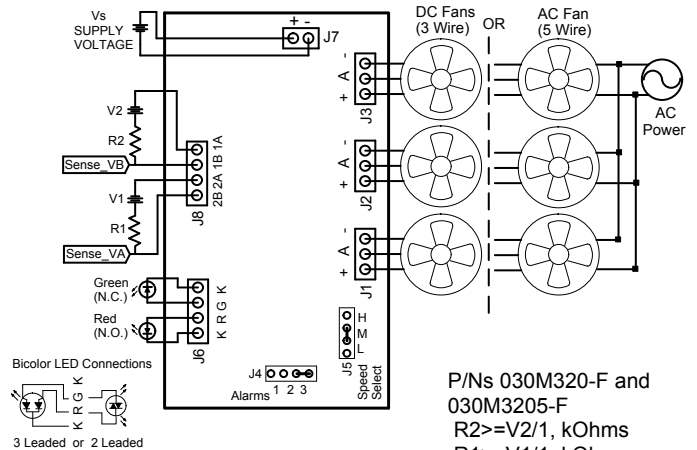 Vs
SUPPLY
VOLTAGE
+ -
J7
DC Fans
(3 Wire)
OR
AC Fan
(5 Wire)
AC
Power
- A +
J3
- A +
J2
- A +
J1
V2
R2
Sense_VB
V1
R1
Sense_VA
2B 2A 1B 1A
J8
Green
(N.C.)
Red
(N.O.)
K R G K
J6
Bicolor LED Connections
K R G K
3 Leaded or 2 Leaded
J4
Alarms 1 2 3
H
M
L
J5
Speed
Select
P/Ns 030M320-F and
030M3205-F
R2>=V2/1, kOhms